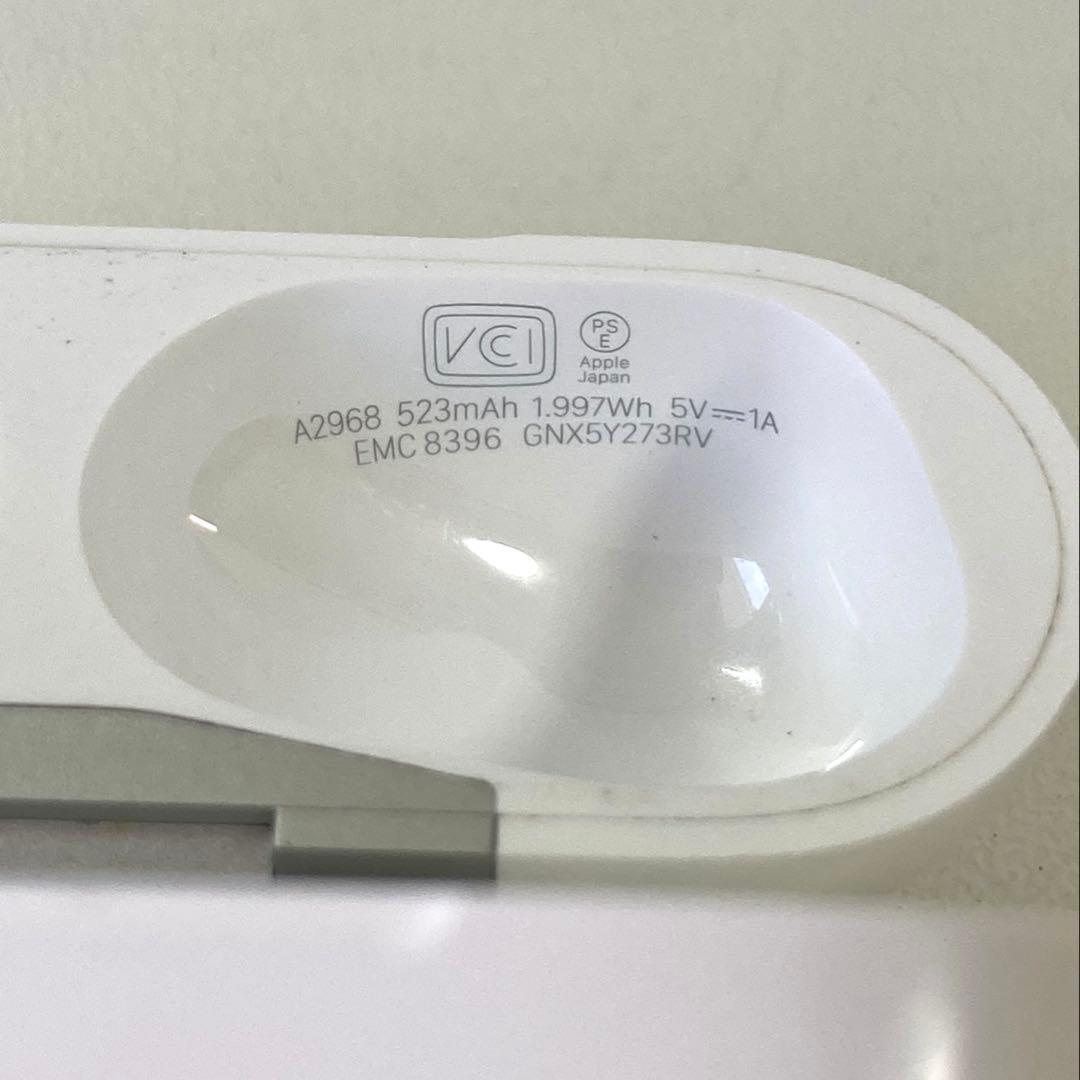 VCI
PS
E
Apple
Japan
A2968 523mAh 1.997Wh 5V⎓1A
EMC 8396 GNX5Y273RV